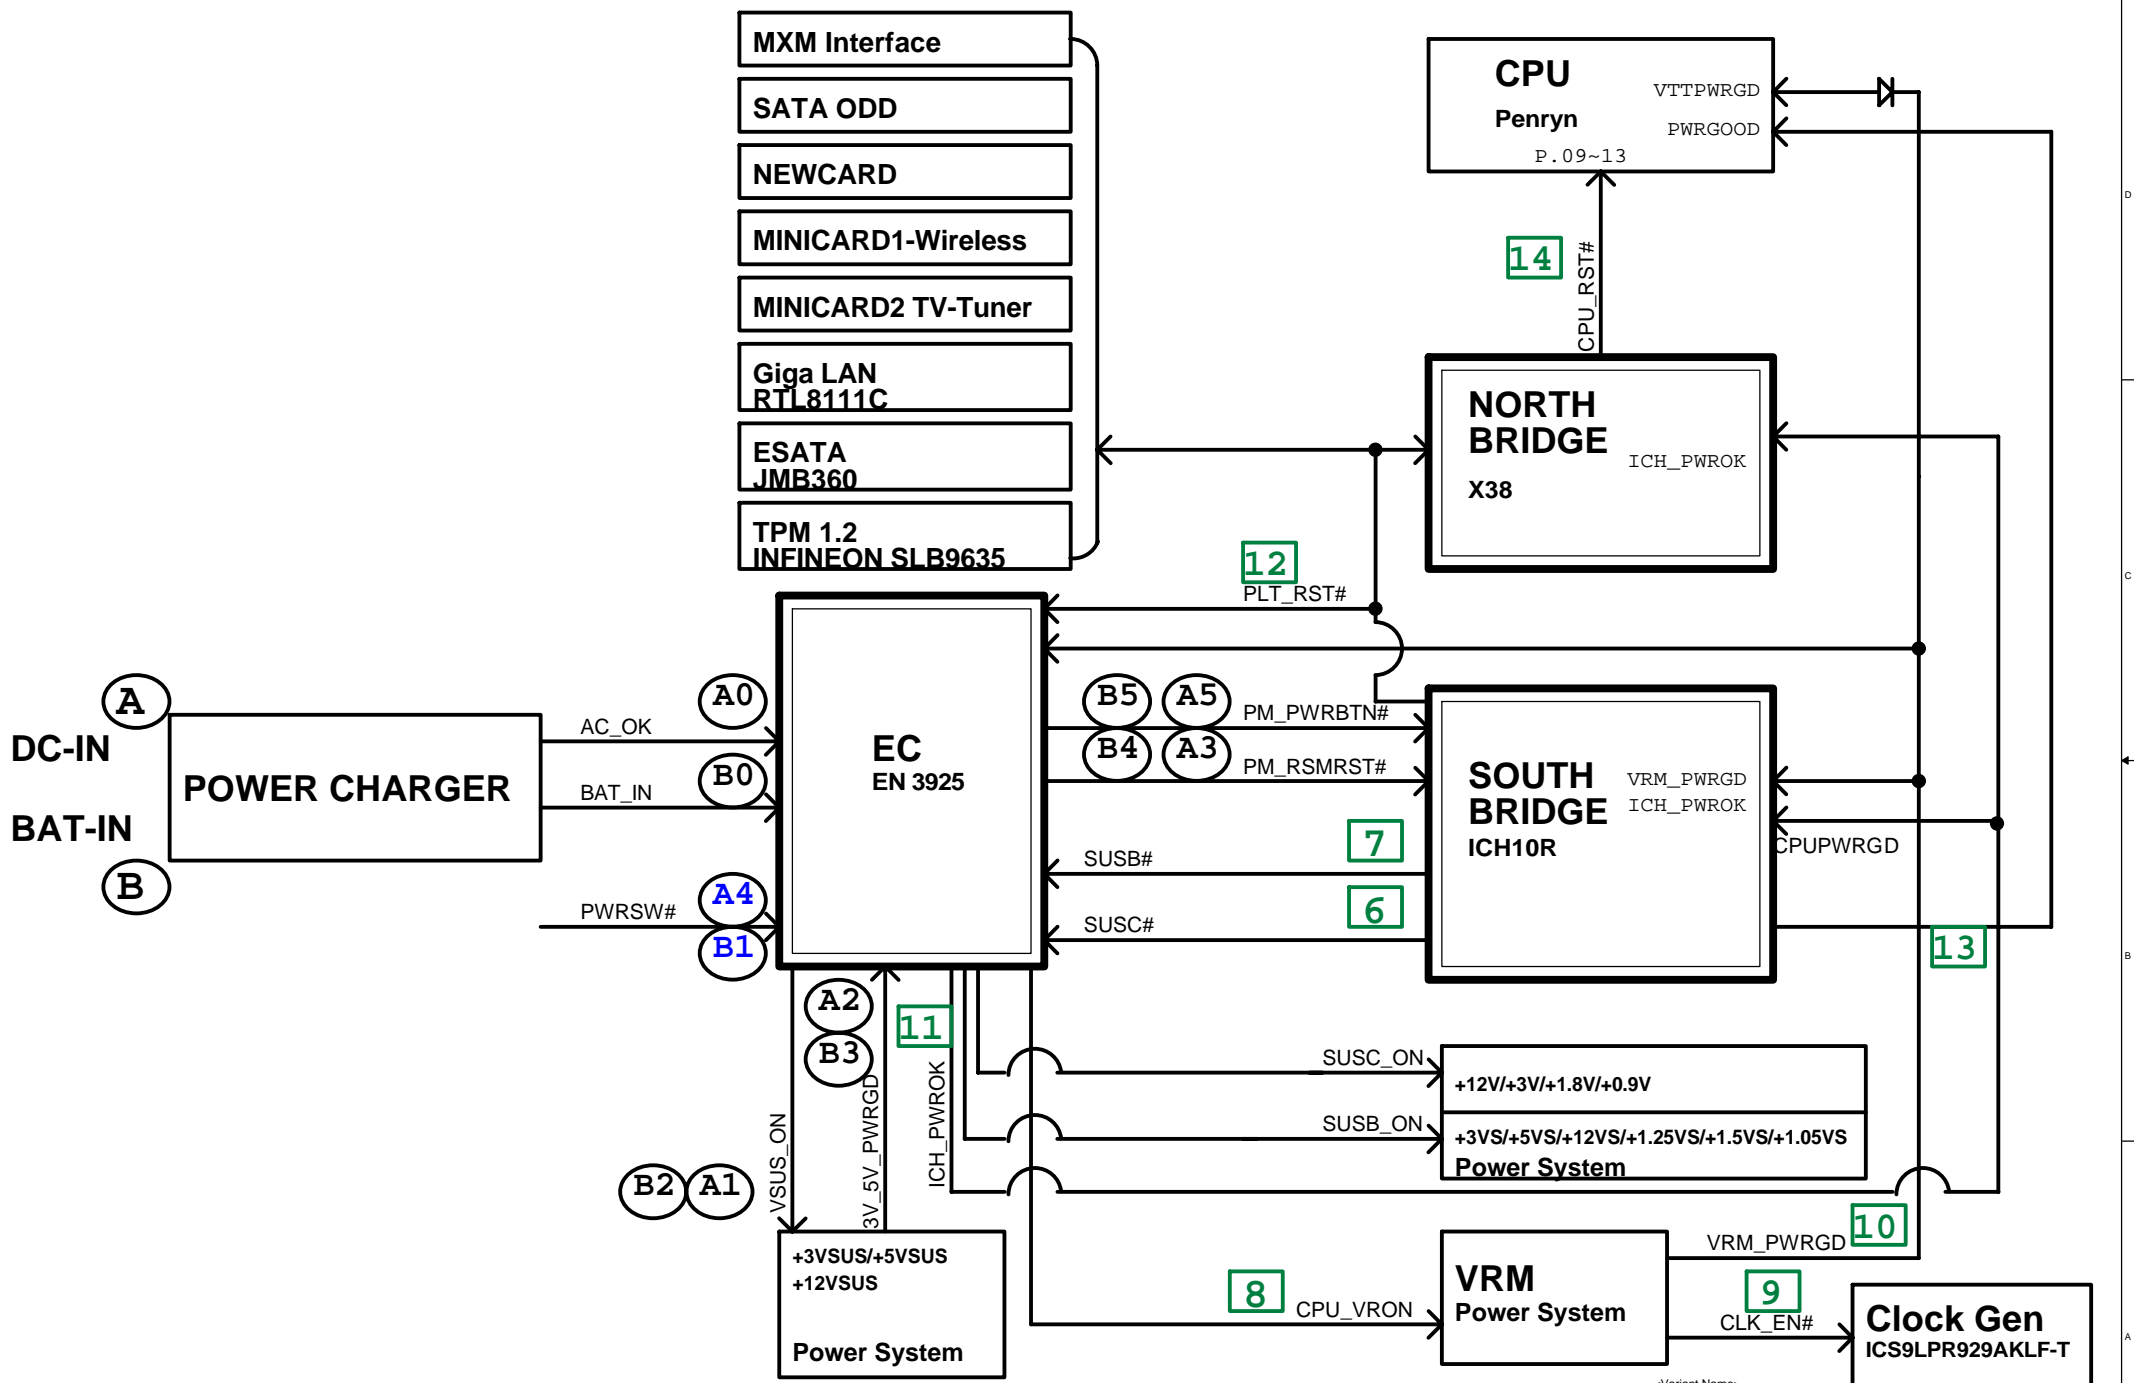 MXM Interface
SATA ODD
NEWCARD
MINICARD1-Wireless
MINICARD2 TV-Tuner
Giga LAN
RTL8111C
ESATA
JMB360
TPM 1.2
INFINEON SLB9635
CPU
Penryn
P.09~13
VTTPWRGD
PWRGOOD
14
CPU_RST#
NORTH
BRIDGE
X38
ICH_PWROK
12
PLT_RST#
A
DC-IN
BAT-IN
B
POWER CHARGER
AC_OK
A0
BAT_IN
B0
PWRSW#
A4
B1
EC
EN 3925
B5
A5
PM_PWRBTN#
B4
A3
PM_RSMRST#
7
SUSB#
6
SUSC#
SOUTH
BRIDGE
ICH10R
VRM_PWRGD
ICH_PWROK
CPUPWRGD
13
A2
B3
11
VSUS_ON
3V_5V_PWRGD
ICH_PWROK
B2
A1
SUSC_ON
+12V/+3V/+1.8V/+0.9V
SUSB_ON
+3VS/+5VS/+12VS/+1.25VS/+1.5VS/+1.05VS
Power System
+3VSUS/+5VSUS
+12VSUS
Power System
8
CPU_VRON
VRM
Power System
VRM_PWRGD
10
9
CLK_EN#
Clock Gen
ICS9LPR929AKLF-T
D
C
B
A